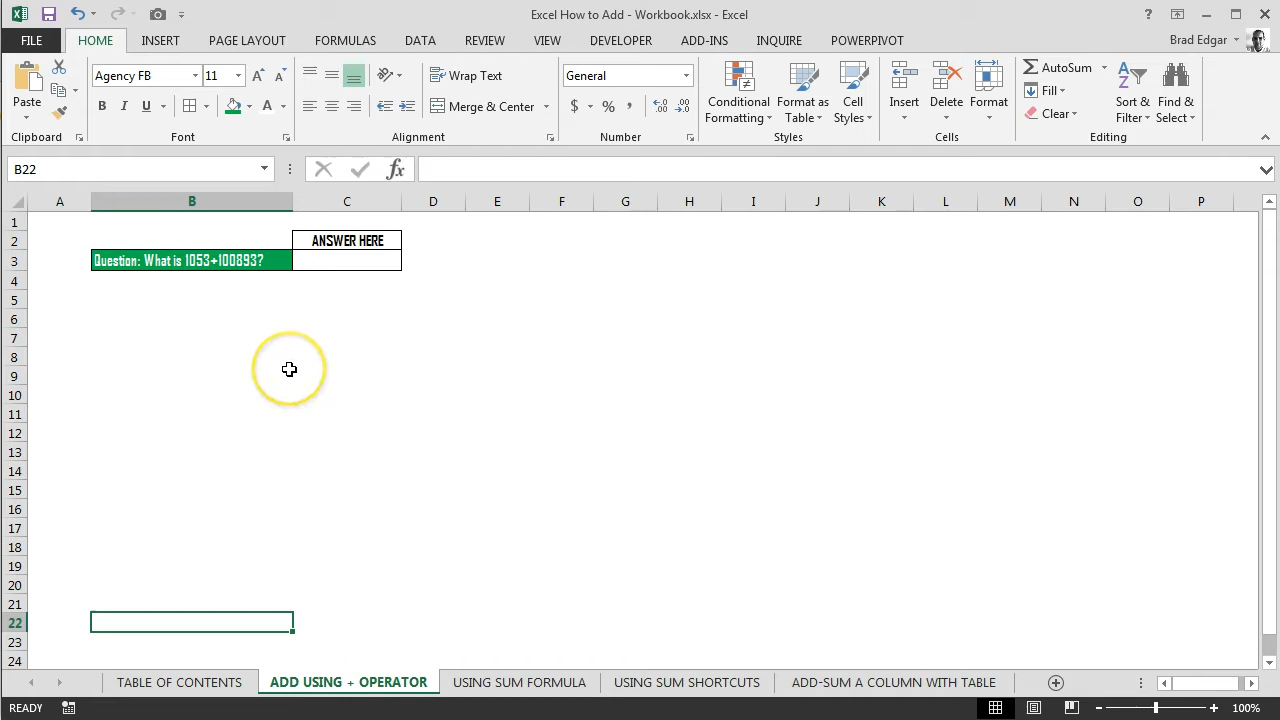 Excel How to Add - Workbook.xlsx - Excel
?
FILE HOME INSERT PAGE LAYOUT FORMULAS DATA REVIEW VIEW DEVELOPER ADD-INS INQUIRE POWERPIVOT Brad Edgar
Paste
Agency FB 11 A A
B I U A
Wrap Text
Merge & Center
General
$ % ,
Conditional Formatting
Format as Table
Cell Styles
Insert
Delete
Format
AutoSum
Fill
Clear
Sort & Filter
Find & Select
Clipboard Font Alignment Number Styles Cells Editing
B22 fx
A B C D E F G H I J K L M N O P
1
2 ANSWER HERE
3 Question: What is 1053+100893?
4
5
6
7
8
9
10
11
12
13
14
15
16
17
18
19
20
21
22
23
24
TABLE OF CONTENTS ADD USING + OPERATOR USING SUM FORMULA USING SUM SHORTCUTS ADD-SUM A COLUMN WITH TABLE
READY 100%